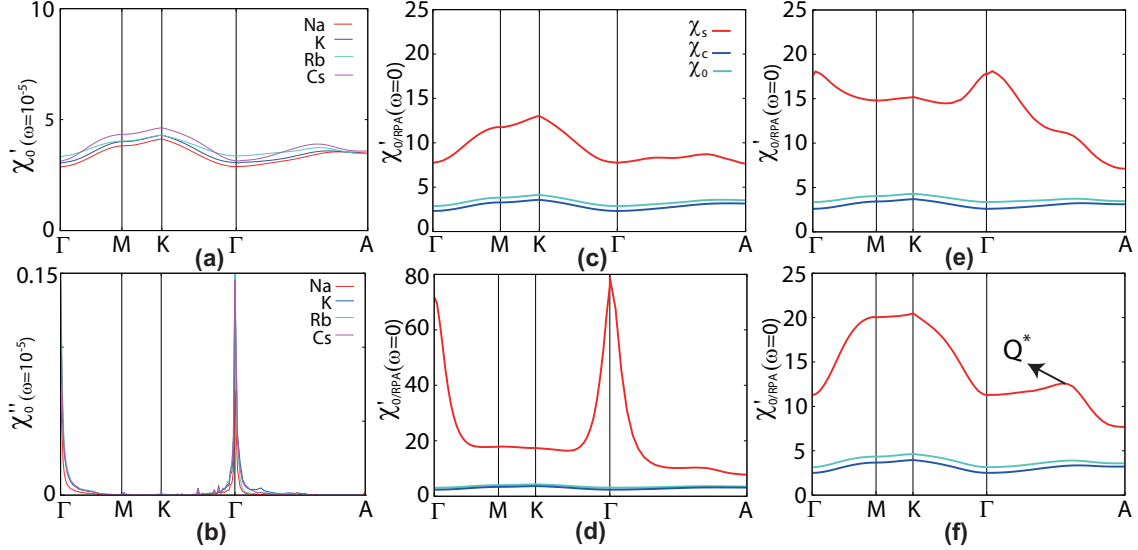 10
5
0
χ'₀ (ω=10⁻⁵)
Na
K
Rb
Cs
Γ M K Γ A
(a)
25
20
15
10
5
0
χ'₀/RPA (ω=0)
χs
χc
χ₀
Γ M K Γ A
(c)
25
20
15
10
5
0
χ'₀/RPA (ω=0)
Γ M K Γ A
(e)
0.15
0
χ''₀ (ω=10⁻⁵)
Na
K
Rb
Cs
Γ M K Γ A
(b)
80
60
40
20
0
χ'₀/RPA (ω=0)
Γ M K Γ A
(d)
25
20
15
10
5
0
χ'₀/RPA (ω=0)
Q*
Γ M K Γ A
(f)